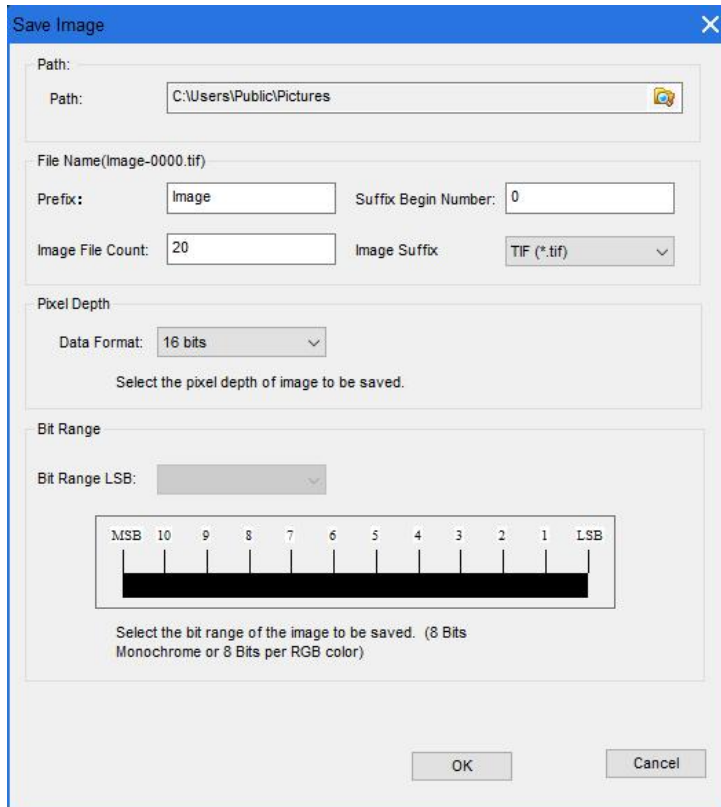 Save Image
Path:
Path: C:\Users\Public\Pictures
File Name(Image-0000.tif)
Prefix: Image Suffix Begin Number: 0
Image File Count: 20 Image Suffix TIF (*.tif)
Pixel Depth
Data Format: 16 bits
Select the pixel depth of image to be saved.
Bit Range
Bit Range LSB:
MSB 10 9 8 7 6 5 4 3 2 1 LSB
Select the bit range of the image to be saved. (8 Bits
Monochrome or 8 Bits per RGB color)
OK Cancel